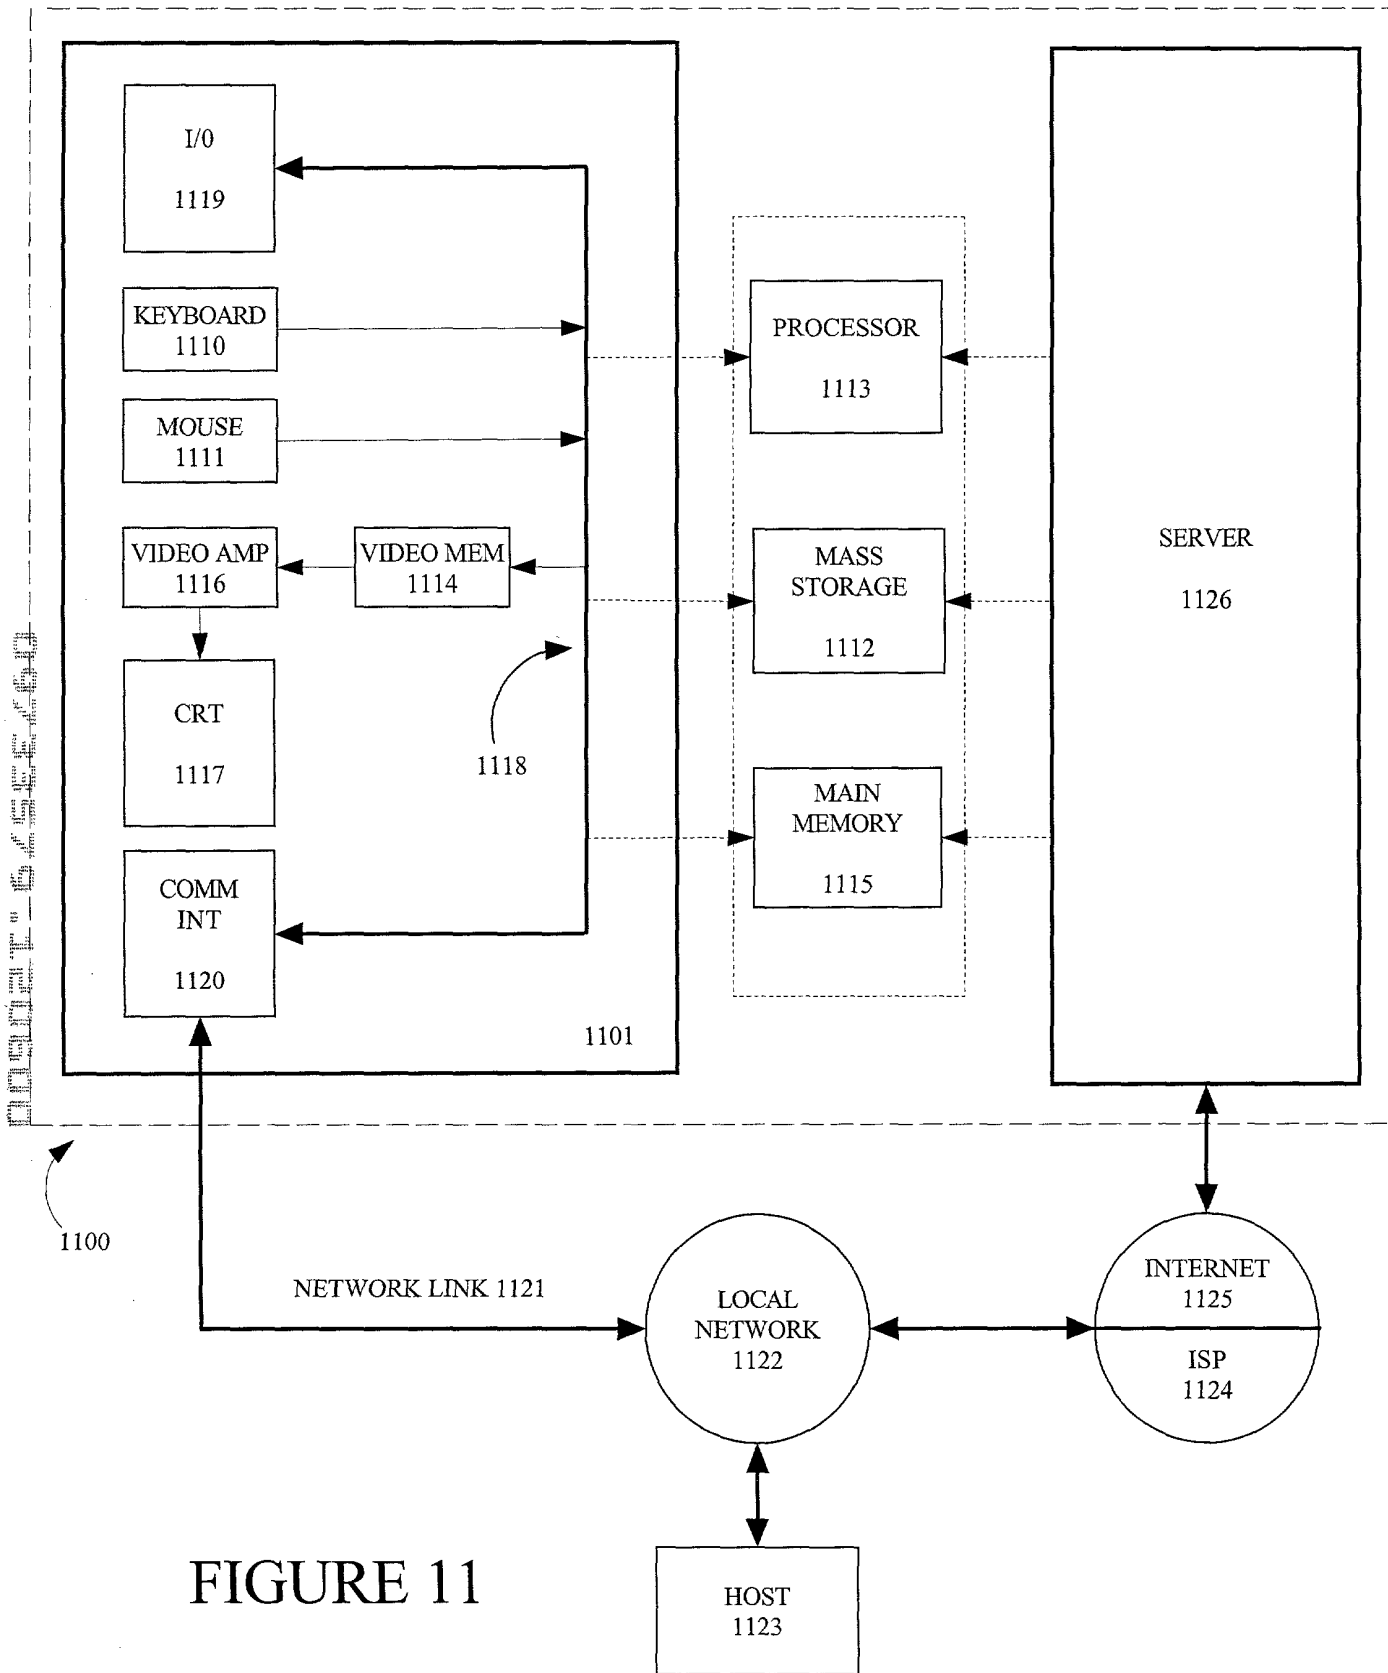 I/0
1119
KEYBOARD
1110
MOUSE
1111
VIDEO AMP
1116
VIDEO MEM
1114
CRT
1117
1118
COMM
INT
1120
1101
PROCESSOR
1113
MASS
STORAGE
1112
MAIN
MEMORY
1115
SERVER
1126
1100
NETWORK LINK 1121
LOCAL
NETWORK
1122
INTERNET
1125
ISP
1124
HOST
1123
FIGURE 11